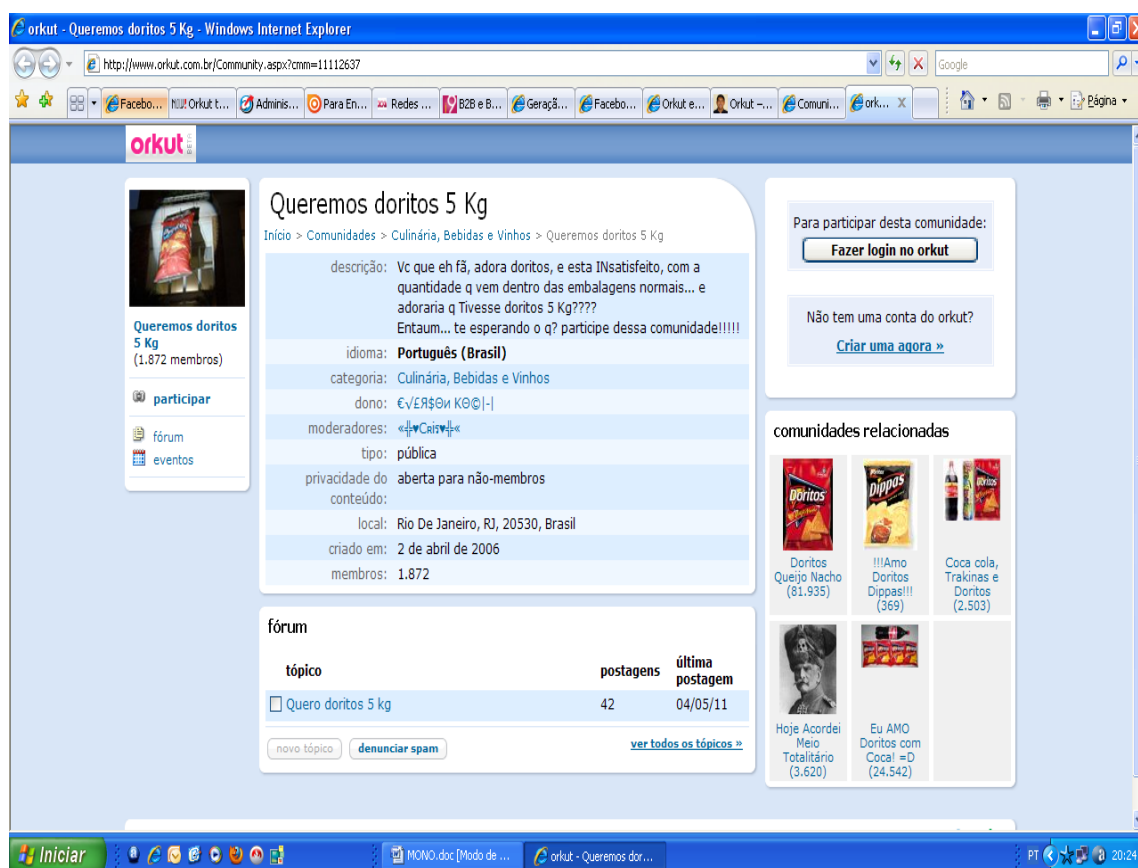 orkut - Queremos doritos 5 Kg - Windows Internet Explorer
http://www.orkut.com.br/Community.aspx?cmm=11112637
Google
Facebo... NUJ! Orkut t... Adminis... Para En... Redes ... B2B e B... Geraçã... Facebo... Orkut e... Orkut –... Comuni... ork... X
Página
orkut BETA
Queremos doritos 5 Kg
(1.872 membros)
participar
fórum
eventos
Queremos doritos 5 Kg
Início > Comunidades > Culinária, Bebidas e Vinhos > Queremos doritos 5 Kg
descrição: Vc que eh fã, adora doritos, e esta INsatisfeito, com a
quantidade q vem dentro das embalagens normais... e
adoraria q Tivesse doritos 5 Kg????
Entaum... te esperando o q? participe dessa comunidade!!!!!
idioma: Português (Brasil)
categoria: Culinária, Bebidas e Vinhos
dono: €√£Я$Θи KΘ©|-|
moderadores: «╬♥Cʀis♥╬«
tipo: pública
privacidade do conteúdo: aberta para não-membros
local: Rio De Janeiro, RJ, 20530, Brasil
criado em: 2 de abril de 2006
membros: 1.872
fórum
tópico postagens última postagem
Quero doritos 5 kg 42 04/05/11
novo tópico denunciar spam ver todos os tópicos »
Para participar desta comunidade:
Fazer login no orkut
Não tem uma conta do orkut?
Criar uma agora »
comunidades relacionadas
Doritos
Dippas
Doritos
Doritos
Queijo Nacho
(81.935)
!!!Amo
Doritos
Dippas!!!
(369)
Coca cola,
Trakinas e
Doritos
(2.503)
Hoje Acordei
Meio
Totalitário
(3.620)
Eu AMO
Doritos com
Coca! =D
(24.542)
Iniciar
MONO.doc [Modo de ...
orkut - Queremos dor...
PT
20:24